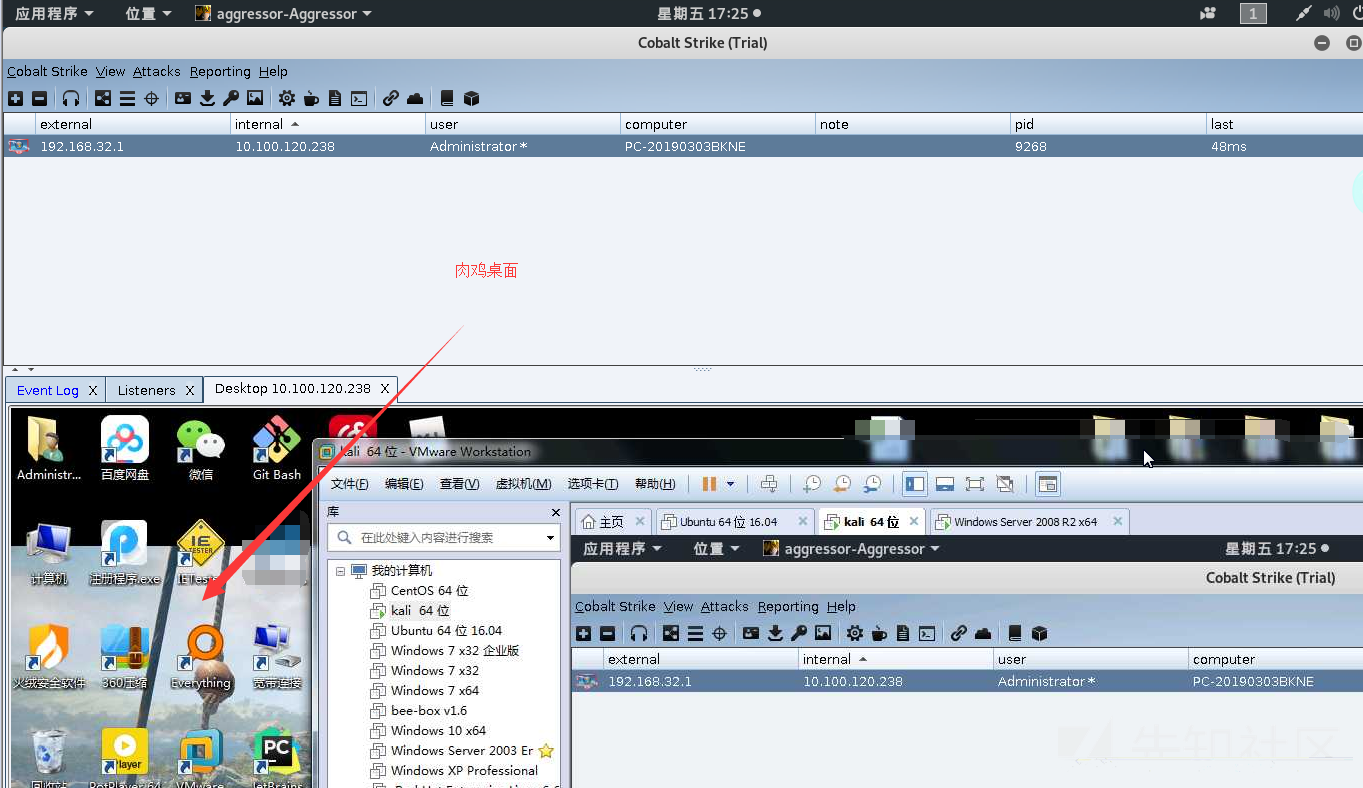 应用程序 位置 aggressor-Aggressor 星期五 17:25 1
Cobalt Strike (Trial)
Cobalt Strike View Attacks Reporting Help
external internal user computer note pid last
192.168.32.1 10.100.120.238 Administrator * PC-20190303BKNE 9268 48ms
肉鸡桌面
Event Log X Listeners X Desktop 10.100.120.238 X
Administr... 百度网盘 微信 Git Bash
kali 64 位 - VMware Workstation
文件(F) 编辑(E) 查看(V) 虚拟机(M) 选项卡(T) 帮助(H)
库
主页 Ubuntu 64 位 16.04 kali 64 位 Windows Server 2008 R2 x64
在此处键入内容进行搜索
应用程序 位置 aggressor-Aggressor 星期五 17:25
我的计算机
Cobalt Strike (Trial)
计算机 注册程序.exe IETest
CentOS 64 位
kali 64 位
Cobalt Strike View Attacks Reporting Help
Ubuntu 64 位 16.04
Windows 7 x32 企业版
external internal user computer
Windows 7 x32
192.168.32.1 10.100.120.238 Administrator * PC-20190303BKNE
火绒安全软件 360压缩 Everything 宽带连接
Windows 7 x64
bee-box v1.6
Windows 10 x64
Windows Server 2003 Er
Windows XP Professional
回收站 PotPlayer 64 VMware JetBrains